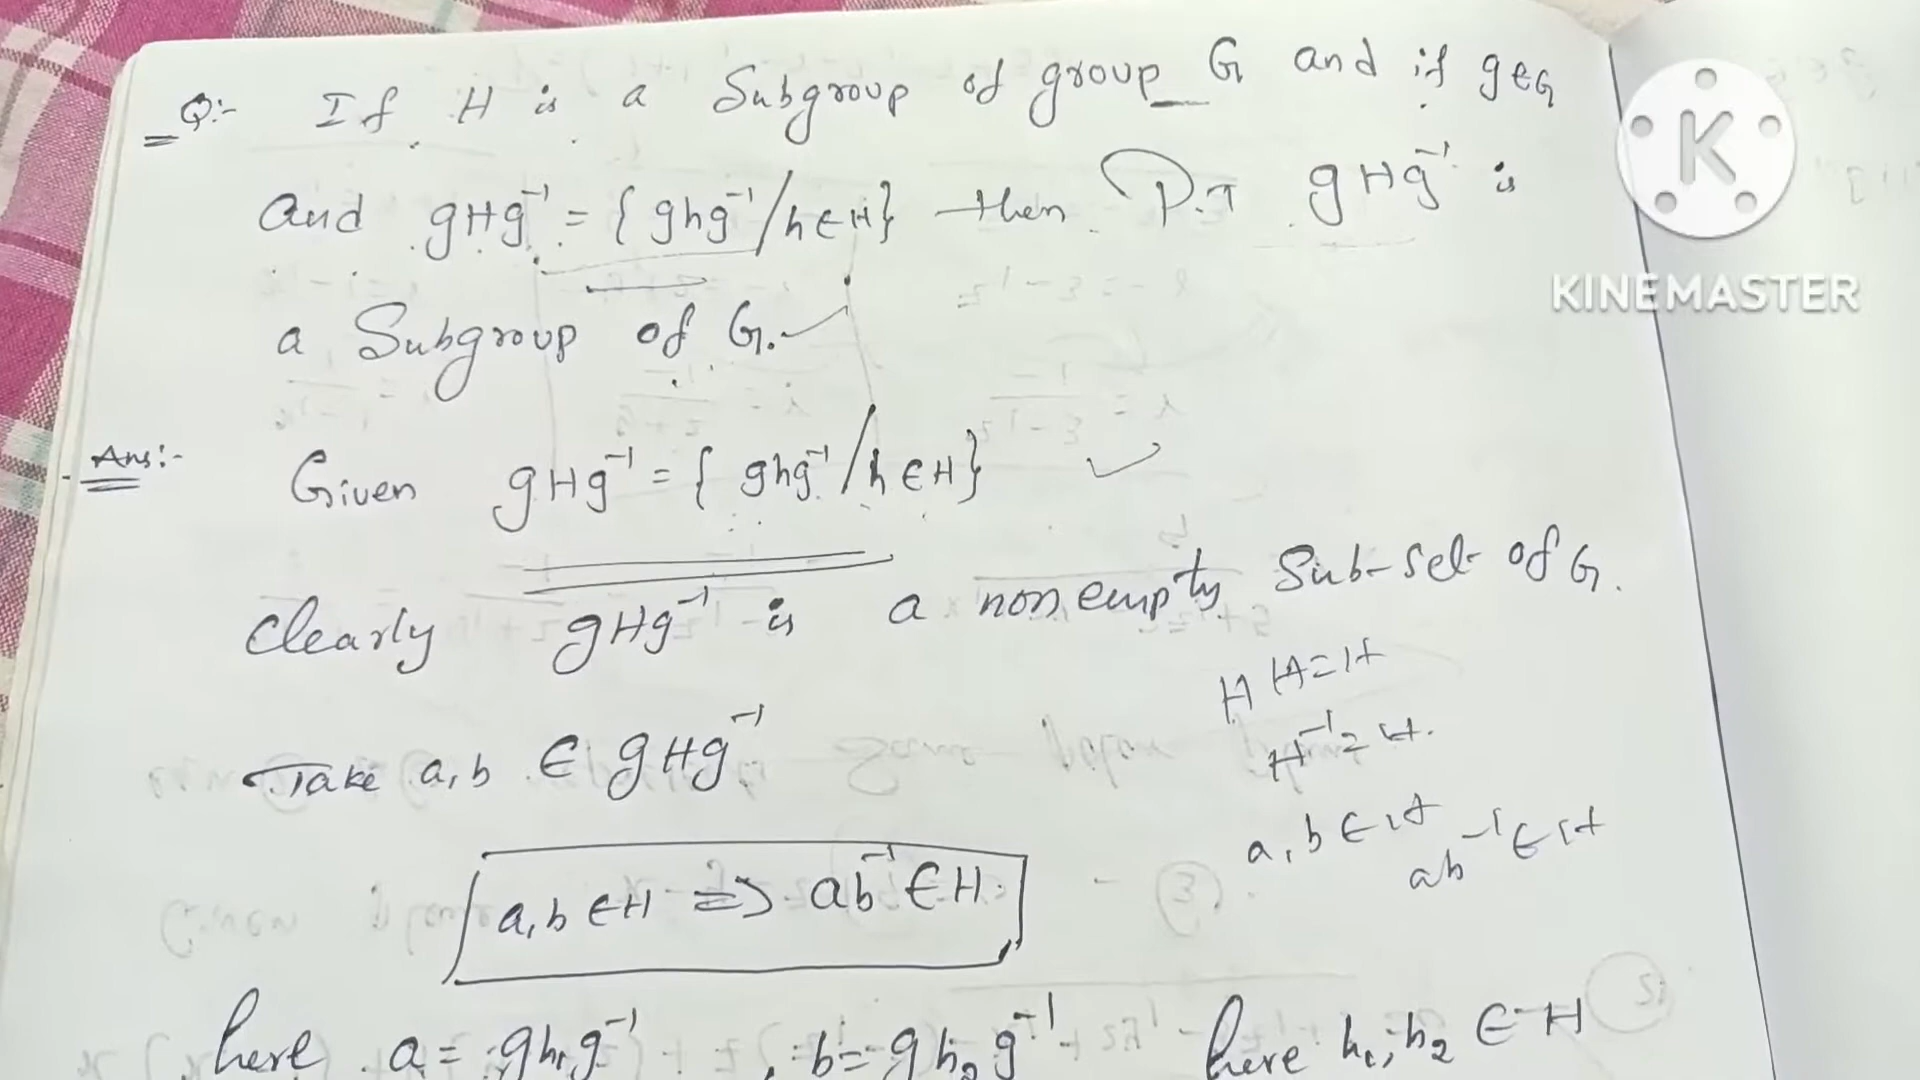 Q:- If H is a Subgroup of group G and if g∈G
and gHg⁻¹ = {ghg⁻¹/h∈H} then P.T gHg⁻¹ is
a Subgroup of G.
Ans:- Given gHg⁻¹ = {ghg⁻¹/h∈H}
Clearly gHg⁻¹ is a non empty Sub-set of G.
HH=H
H⁻¹=H.
Take a,b ∈ gHg⁻¹
a,b∈H
ab⁻¹∈H
a,b∈H => ab⁻¹∈H.
here a = gh₁g⁻¹, b = gh₂g⁻¹ here h₁,h₂ ∈ H
K
KINEMASTER